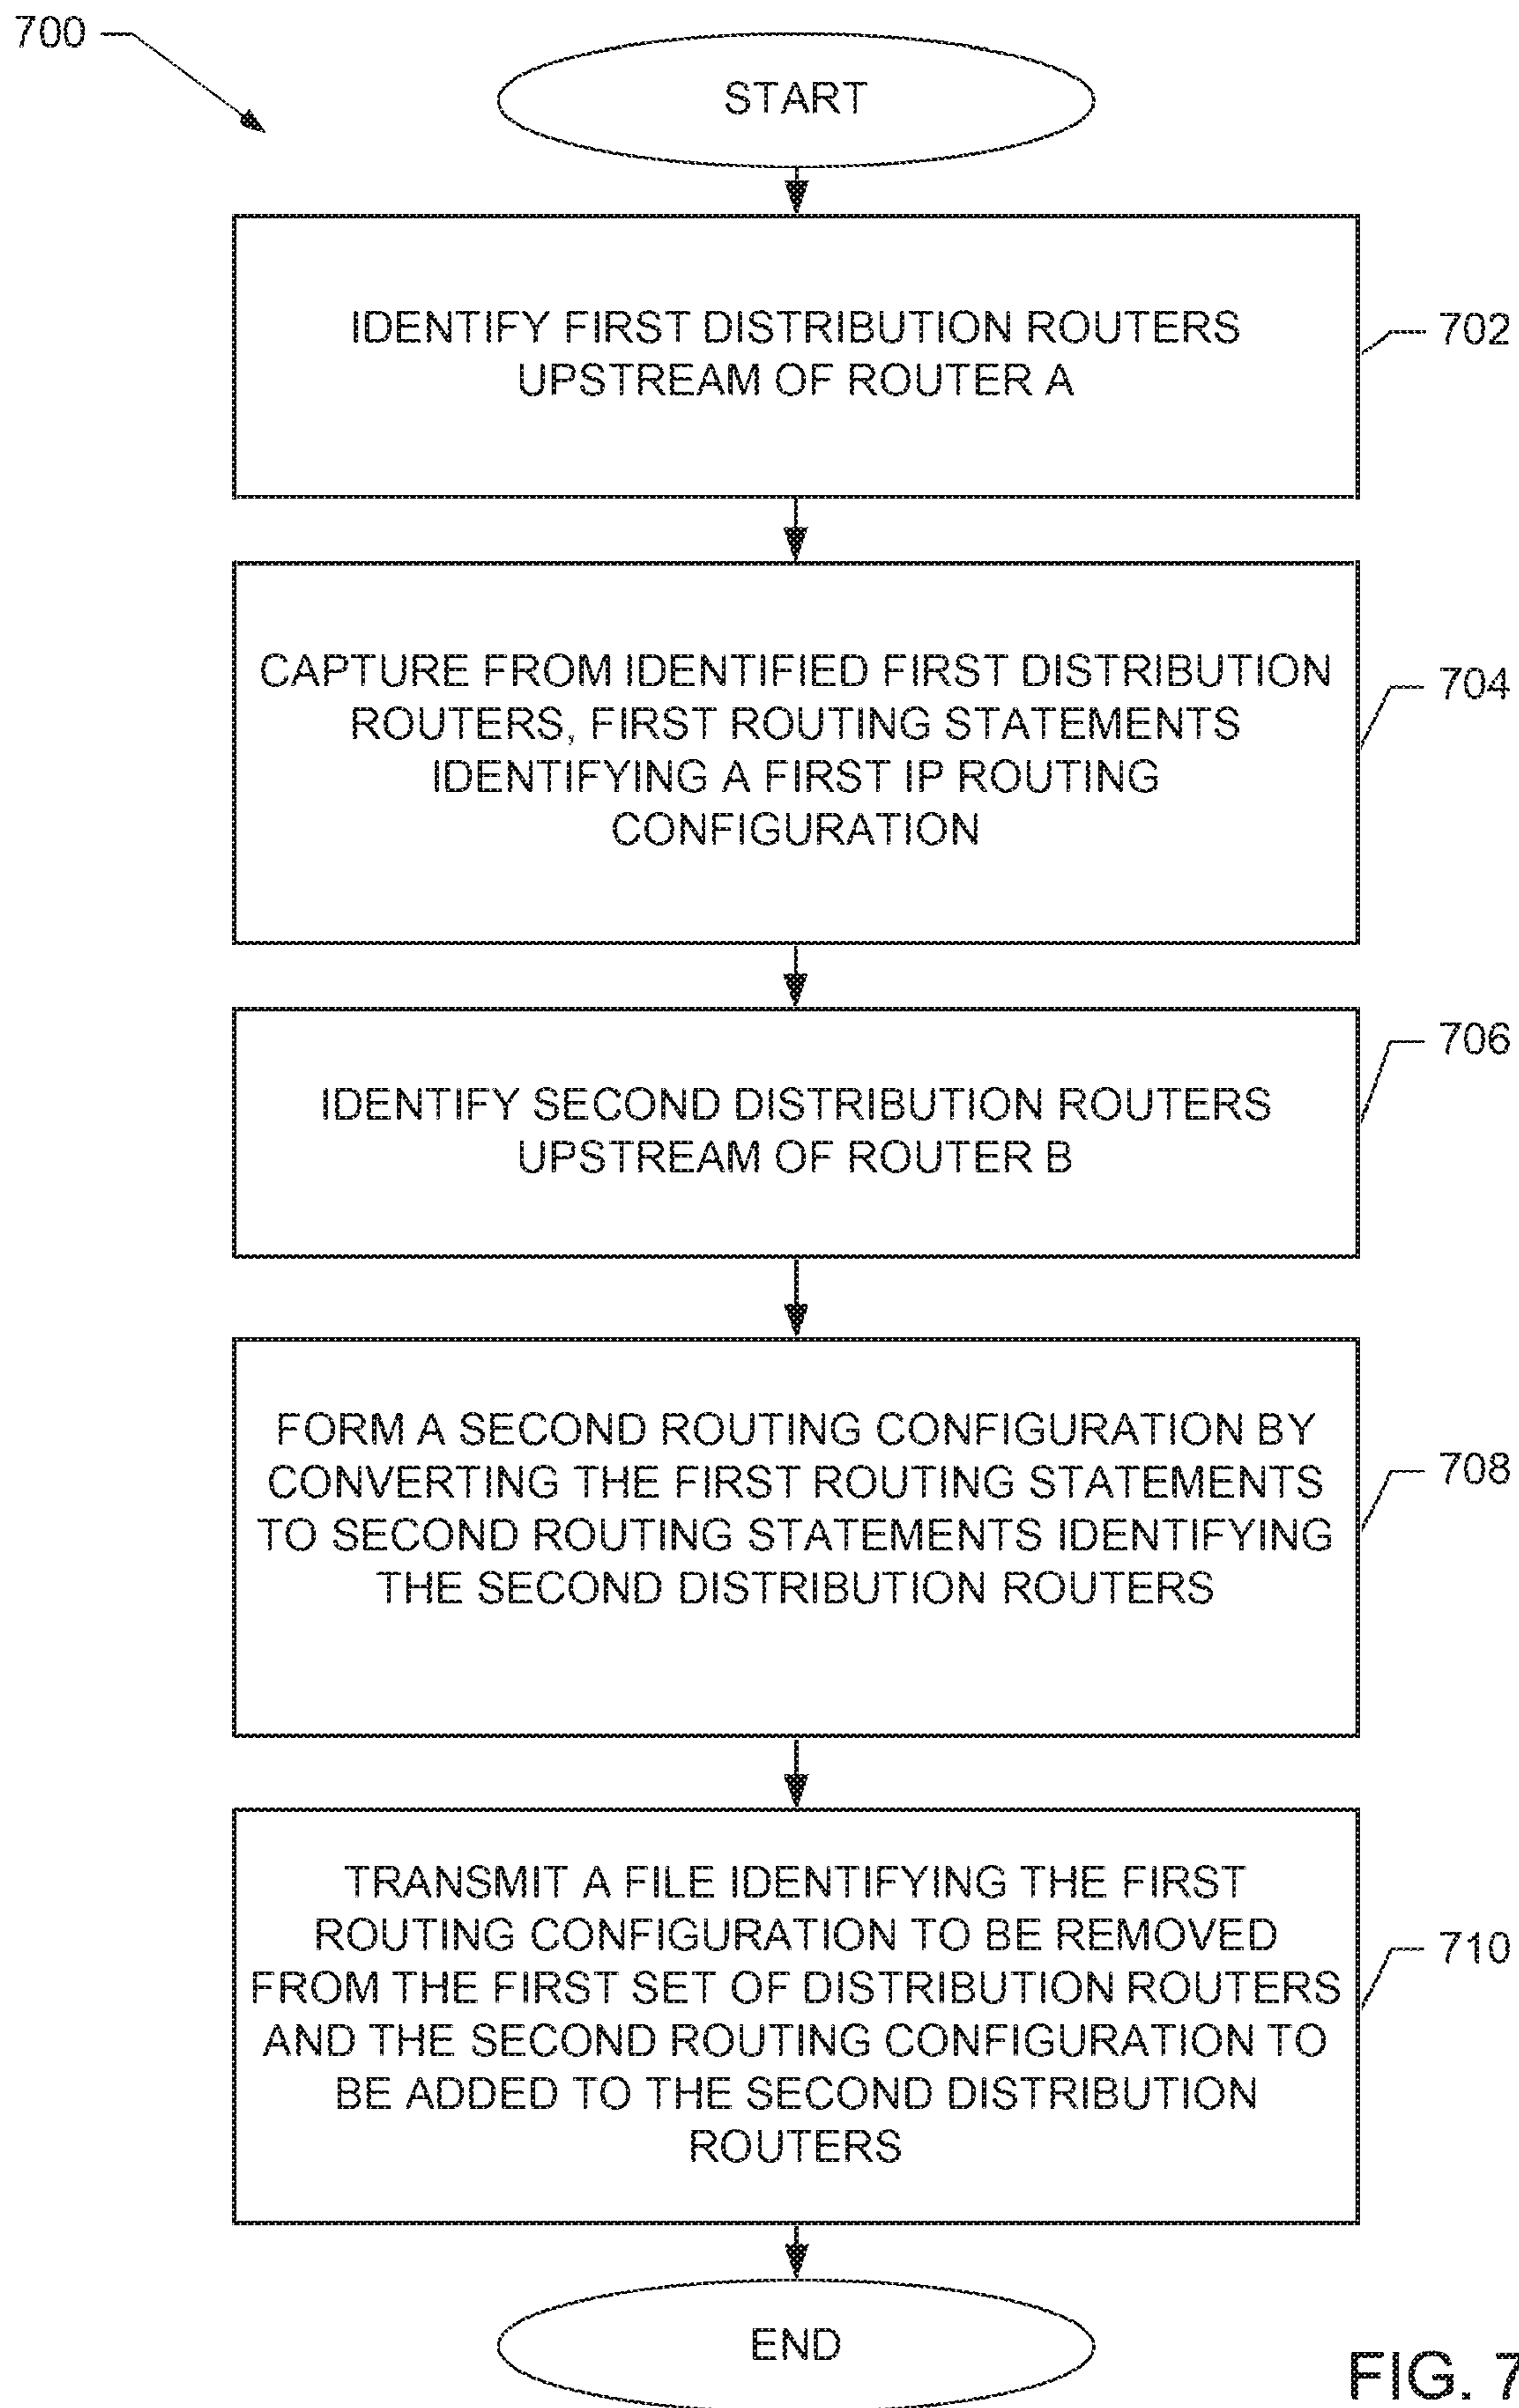 700
START
IDENTIFY FIRST DISTRIBUTION ROUTERS
UPSTREAM OF ROUTER A
702
CAPTURE FROM IDENTIFIED FIRST DISTRIBUTION
ROUTERS, FIRST ROUTING STATEMENTS
IDENTIFYING A FIRST IP ROUTING
CONFIGURATION
704
IDENTIFY SECOND DISTRIBUTION ROUTERS
UPSTREAM OF ROUTER B
706
FORM A SECOND ROUTING CONFIGURATION BY
CONVERTING THE FIRST ROUTING STATEMENTS
TO SECOND ROUTING STATEMENTS IDENTIFYING
THE SECOND DISTRIBUTION ROUTERS
708
TRANSMIT A FILE IDENTIFYING THE FIRST
ROUTING CONFIGURATION TO BE REMOVED
FROM THE FIRST SET OF DISTRIBUTION ROUTERS
AND THE SECOND ROUTING CONFIGURATION TO
BE ADDED TO THE SECOND DISTRIBUTION
ROUTERS
710
END
FIG. 7